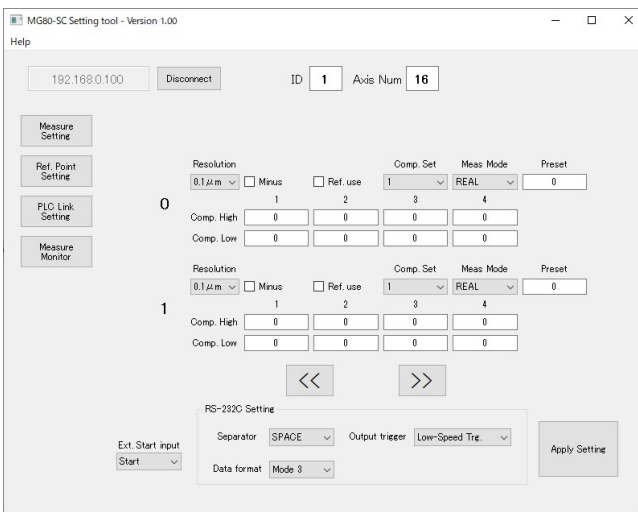 MG80-SC Setting tool - Version 1.00
Help
192.168.0.100 Disconnect ID 1 Axis Num 16
Measure
Setting
Ref. Point
Setting
PLC Link
Setting
Measure
Monitor
Resolution Comp. Set Meas Mode Preset
0.1μm Minus Ref. use 1 REAL 0
0
1 2 3 4
Comp. High 0 0 0 0
Comp. Low 0 0 0 0
Resolution Comp. Set Meas Mode Preset
0.1μm Minus Ref. use 1 REAL 0
1
1 2 3 4
Comp. High 0 0 0 0
Comp. Low 0 0 0 0
<< >>
RS-232C Setting
Separator SPACE Output trigger Low-Speed Trg.
Data format Mode 3
Ext. Start input
Start
Apply Setting